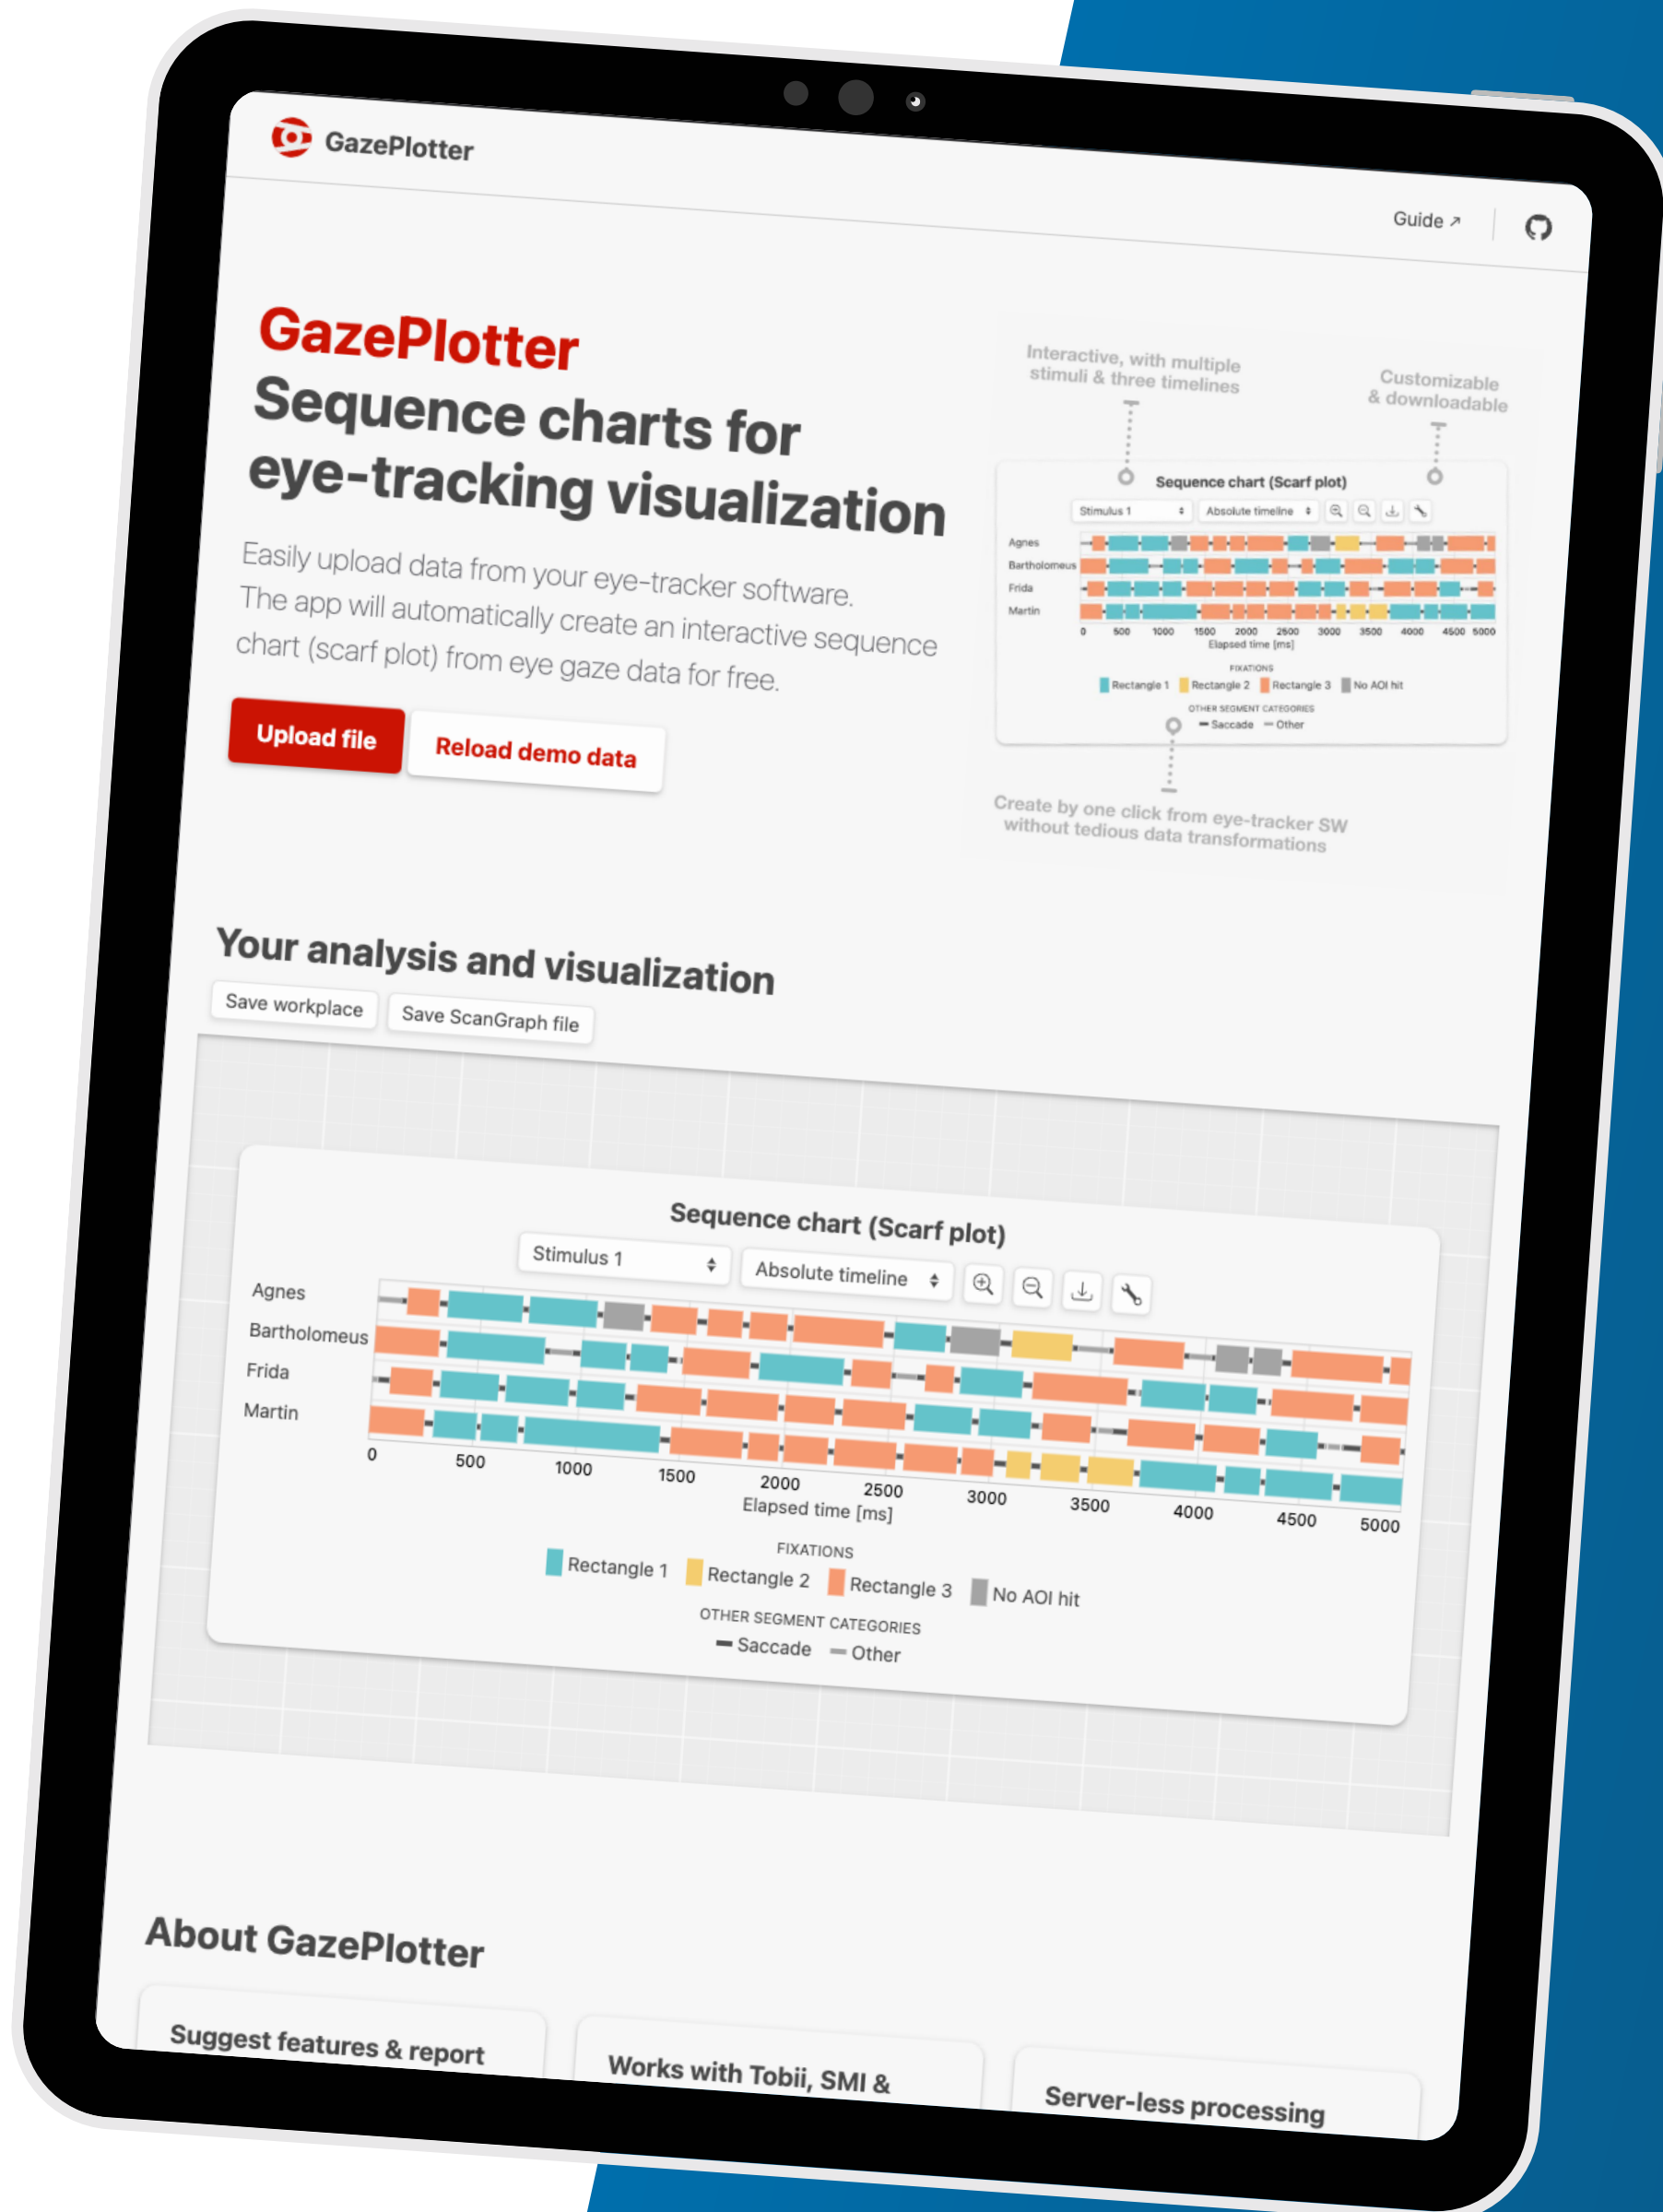 GazePlotter
Guide ↗
GazePlotter
Sequence charts for
eye-tracking visualization
Easily upload data from your eye-tracker software.
The app will automatically create an interactive sequence
chart (scarf plot) from eye gaze data for free.
Upload file
Reload demo data
Interactive, with multiple
stimuli & three timelines
Customizable
& downloadable
Sequence chart (Scarf plot)
Stimulus 1
Absolute timeline
Agnes
Bartholomeus
Frida
Martin
0 500 1000 1500 2000 2500 3000 3500 4000 4500 5000
Elapsed time [ms]
FIXATIONS
Rectangle 1 Rectangle 2 Rectangle 3 No AOI hit
OTHER SEGMENT CATEGORIES
Saccade Other
Create by one click from eye-tracker SW
without tedious data transformations
Your analysis and visualization
Save workplace
Save ScanGraph file
Sequence chart (Scarf plot)
Stimulus 1
Absolute timeline
Agnes
Bartholomeus
Frida
Martin
0 500 1000 1500 2000 2500 3000 3500 4000 4500 5000
Elapsed time [ms]
FIXATIONS
Rectangle 1 Rectangle 2 Rectangle 3 No AOI hit
OTHER SEGMENT CATEGORIES
Saccade Other
About GazePlotter
Suggest features & report
Works with Tobii, SMI &
Server-less processing